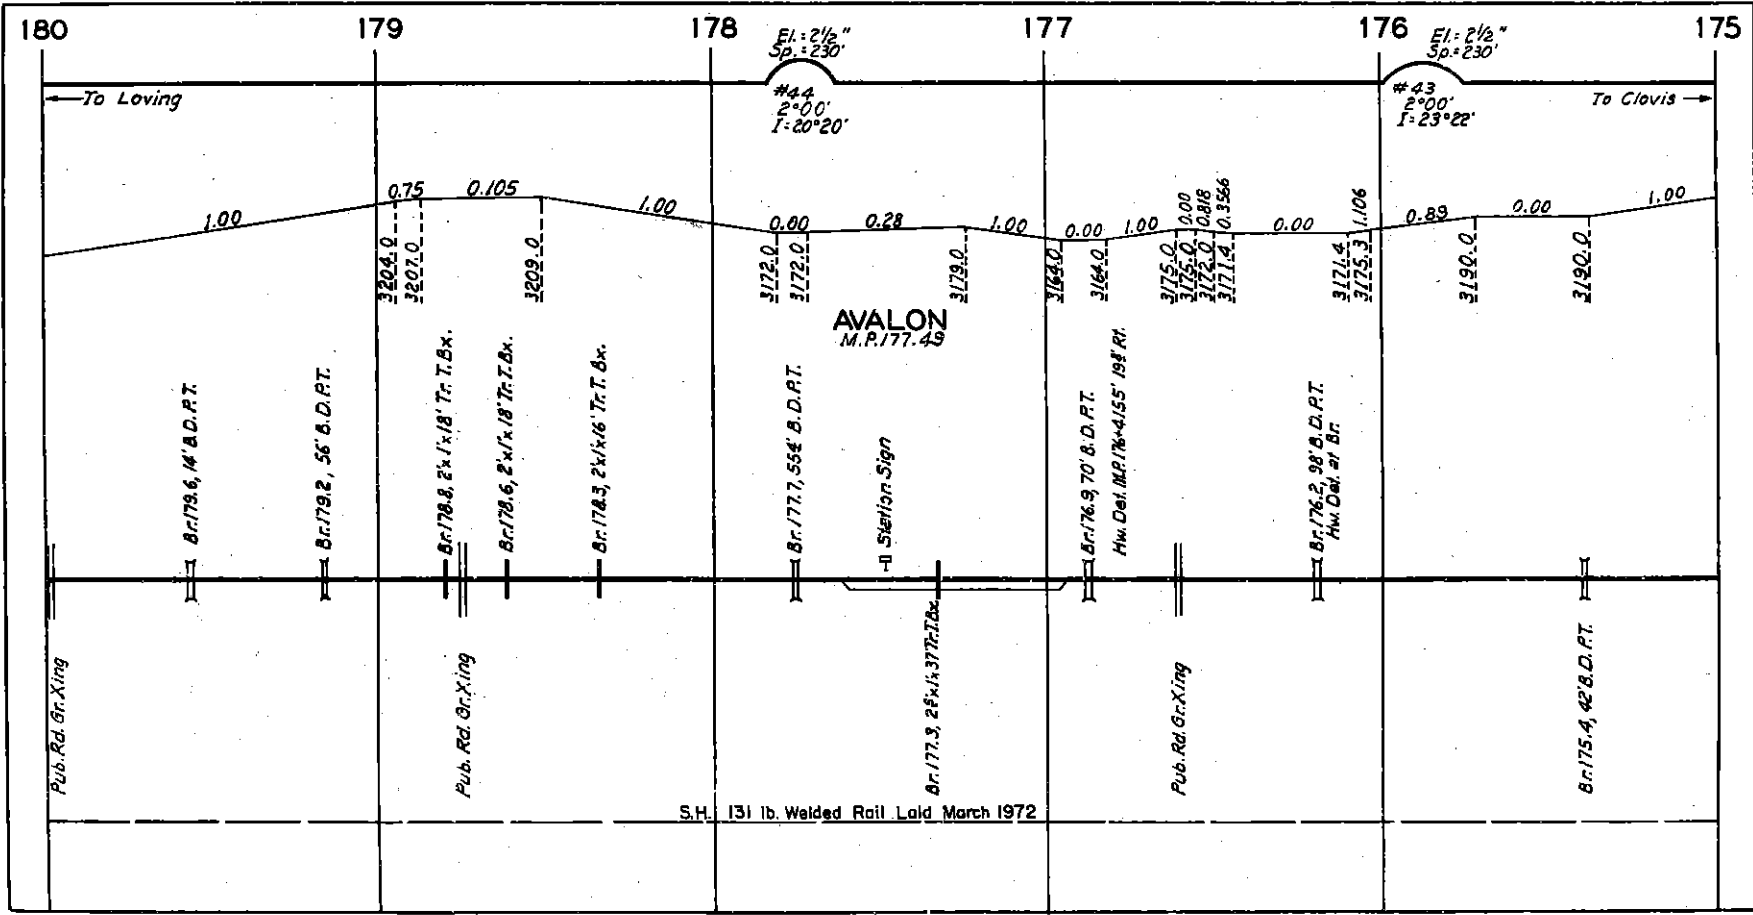 180
179
178
177
176
175
El.= 2½"
Sp.= 230'
El.= 2½"
Sp.= 230'
To Loving
#44
2°00'
I=20°20'
#43
2°00'
I=23°22'
To Clovis
1.00
0.75
0.105
1.00
0.00
0.28
1.00
0.00
1.00
0.00
0.818
0.3566
0.00
1.106
0.89
0.00
1.00
3204.0
3207.0
3209.0
3172.0
3172.0
3179.0
3164.0
3164.0
3175.0
3175.0
3172.0
3171.4
3171.4
3175.3
3190.0
3190.0
AVALON
M.P.177.49
Br.179.6, 14' B.D.P.T.
Br.179.2, 56' B.D.P.T.
Br.178.8, 2'x1'x18' Tr.T.Bx.
Br.178.6, 2'x1'x18' Tr.T.Bx.
Br.178.3, 2'x1'x16' Tr.T.Bx.
Br.177.7, 554' B.D.P.T.
Station Sign
Br.176.9, 70' B.D.P.T.
Hw. Det. M.P.176+4155' Rt.
Br.176.2, 98' B.D.P.T.
Hw. Det. at Br.
Pub. Rd. Gr. Xing
Pub. Rd. Gr. Xing
Br.177.3, Tr.T.Bx.
Pub. Rd. Gr. Xing
Br.175.4, 42' B.D.P.T.
S.H. 131 lb. Welded Rail Laid March 1972